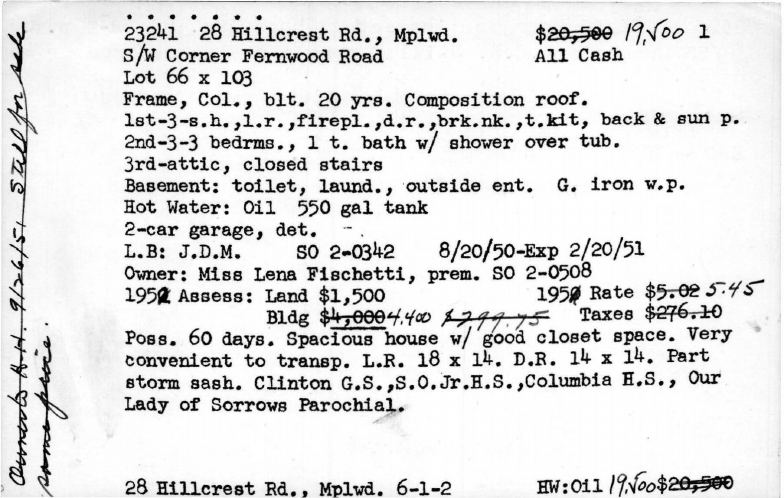 23241 28 Hillcrest Rd., Mplwd. $20,500 19,500 1
S/W Corner Fernwood Road All Cash
Lot 66 x 103
Frame, Col., blt. 20 yrs. Composition roof.
1st-3-s.h.,l.r.,firepl.,d.r.,brk.nk.,t.kit, back & sun p.
2nd-3-3 bedrms., 1 t. bath w/ shower over tub.
3rd-attic, closed stairs
Basement: toilet, laund., outside ent. G. iron w.p.
Hot Water: Oil 550 gal tank
2-car garage, det.
L.B: J.D.M. SO 2-0342 8/20/50-Exp 2/20/51
Owner: Miss Lena Fischetti, prem. SO 2-0508
195 Assess: Land $1,500 195 Rate $5.02 5.45
Bldg $4,000 4,400 $299.75 Taxes $276.10
Poss. 60 days. Spacious house w/ good closet space. Very
convenient to transp. L.R. 18 x 14. D.R. 14 x 14. Part
storm sash. Clinton G.S.,S.O.Jr.H.S.,Columbia H.S., Our
Lady of Sorrows Parochial.
28 Hillcrest Rd., Mplwd. 6-1-2 HW:Oil 19,500 $20,500
9/26/51 Still for sale
same price.